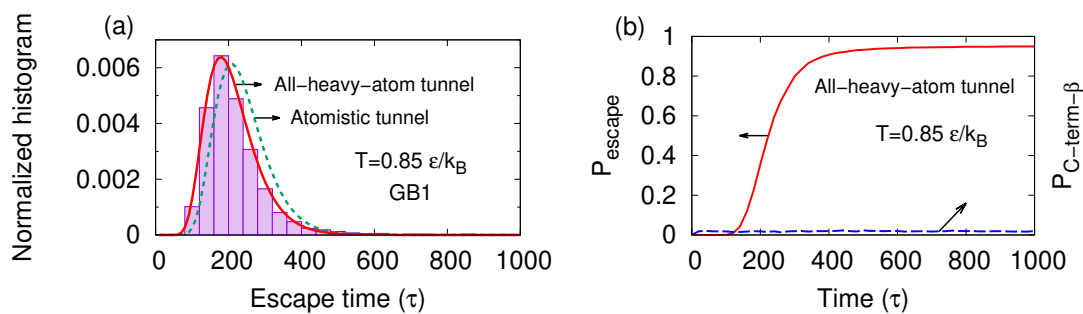 (a)
Normalized histogram
0.006
0.004
0.002
0
All−heavy−atom tunnel
Atomistic tunnel
T=0.85 ε/kB
GB1
0 200 400 600 800 1000
Escape time (τ)
(b)
Pescape
1
0.8
0.6
0.4
0.2
0
All−heavy−atom tunnel
T=0.85 ε/kB
PC−term−β
0 200 400 600 800 1000
Time (τ)